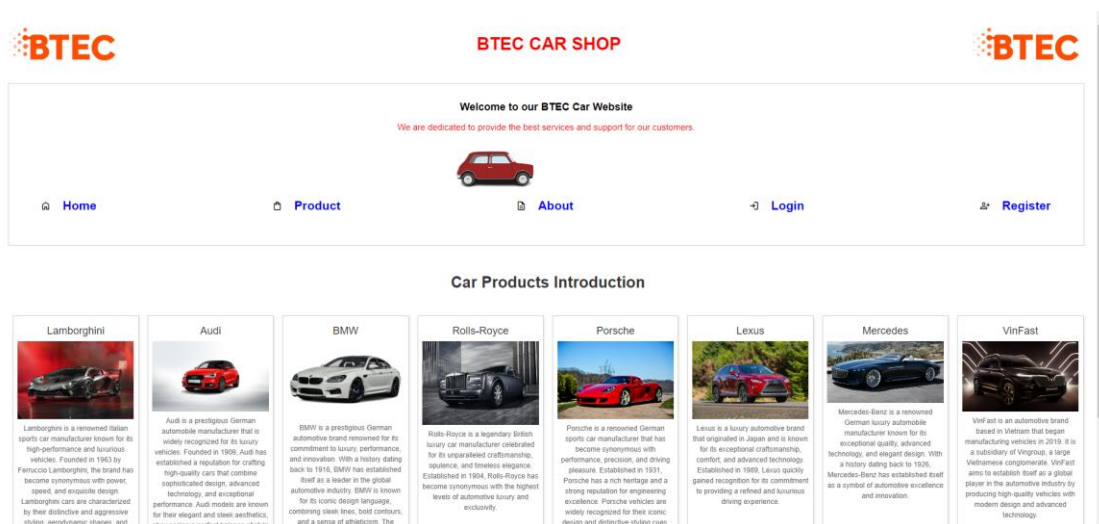 BTEC
BTEC CAR SHOP
BTEC
Welcome to our BTEC Car Website
We are dedicated to provide the best services and support for our customers.
Home
Product
About
Login
Register
Car Products Introduction
Lamborghini
Lamborghini is a renowned Italian
sports car manufacturer known for its
high-performance and luxurious
vehicles. Founded in 1963 by
Ferruccio Lamborghini, the brand has
become synonymous with power,
speed, and exquisite design.
Lamborghini cars are characterized
by their distinctive and aggressive
styling, aerodynamic shapes, and
Audi
Audi is a prestigious German
automobile manufacturer that is
widely recognized for its luxury
vehicles. Founded in 1909, Audi has
established a reputation for crafting
high-quality cars that combine
sophisticated design, advanced
technology, and exceptional
performance. Audi models are known
for their elegant and sleek aesthetics,
BMW
BMW is a prestigious German
automotive brand renowned for its
commitment to luxury, performance,
and innovation. With a history dating
back to 1916, BMW has established
itself as a leader in the global
automotive industry. BMW is known
for its iconic design language,
combining sleek lines, bold contours,
and a sense of athleticism. The
Rolls-Royce
Rolls-Royce is a legendary British
luxury car manufacturer celebrated
for its unparalleled craftsmanship,
opulence, and timeless elegance.
Established in 1904, Rolls-Royce has
become synonymous with the highest
levels of automotive luxury and
exclusivity.
Porsche
Porsche is a renowned German
sports car manufacturer that has
become synonymous with
performance, precision, and driving
pleasure. Established in 1931,
Porsche has a rich heritage and a
strong reputation for engineering
excellence. Porsche vehicles are
widely recognized for their iconic
design and distinctive styling cues
Lexus
Lexus is a luxury automotive brand
that originated in Japan and is known
for its exceptional craftsmanship,
comfort, and advanced technology.
Established in 1989, Lexus quickly
gained recognition for its commitment
to providing a refined and luxurious
driving experience.
Mercedes
Mercedes-Benz is a renowned
German luxury automobile
manufacturer known for its
exceptional quality, advanced
technology, and elegant design. With
a history dating back to 1926,
Mercedes-Benz has established itself
as a symbol of automotive excellence
and innovation.
VinFast
VinFast is an automotive brand
based in Vietnam that began
manufacturing vehicles in 2019. It is
a subsidiary of Vingroup, a large
Vietnamese conglomerate. VinFast
aims to establish itself as a global
player in the automotive industry by
producing high-quality vehicles with
modern design and advanced
technology.